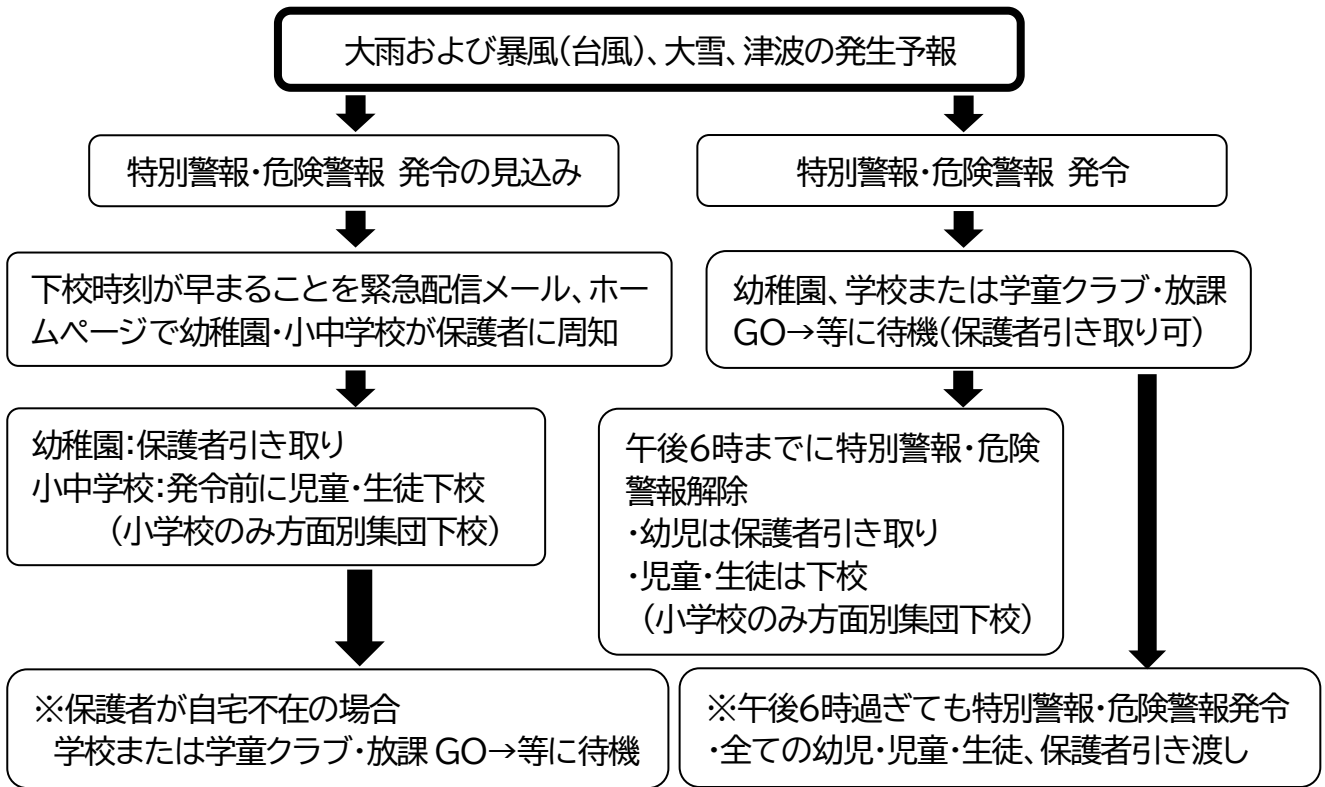 大雨および暴風(台風)、大雪、津波の発生予報
特別警報・危険警報 発令の見込み
特別警報・危険警報 発令
下校時刻が早まることを緊急配信メール、ホー
ムページで幼稚園・小中学校が保護者に周知
幼稚園、学校または学童クラブ・放課
GO→等に待機(保護者引き取り可)
幼稚園:保護者引き取り
小中学校:発令前に児童・生徒下校
(小学校のみ方面別集団下校)
午後6時までに特別警報・危険
警報解除
・幼児は保護者引き取り
・児童・生徒は下校
(小学校のみ方面別集団下校)
※保護者が自宅不在の場合
学校または学童クラブ・放課 GO→等に待機
※午後6時過ぎても特別警報・危険警報発令
・全ての幼児・児童・生徒、保護者引き渡し